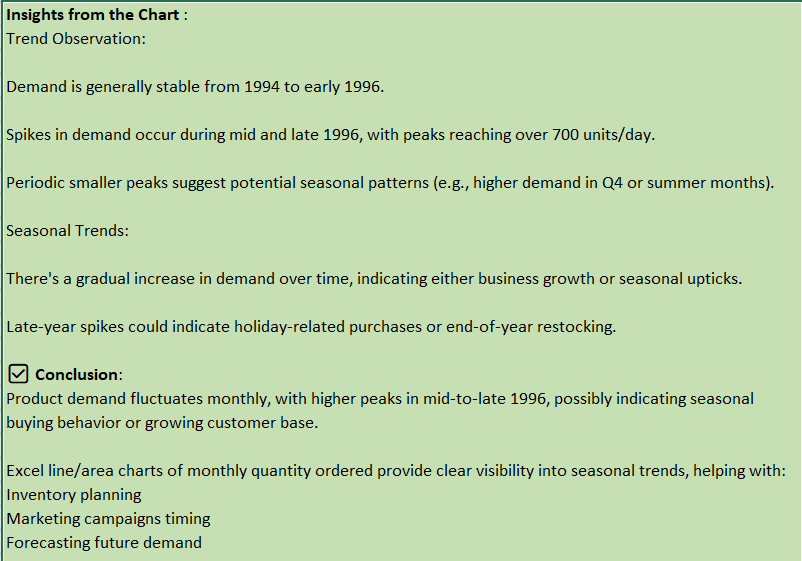 Insights from the Chart :
Trend Observation:
Demand is generally stable from 1994 to early 1996.
Spikes in demand occur during mid and late 1996, with peaks reaching over 700 units/day.
Periodic smaller peaks suggest potential seasonal patterns (e.g., higher demand in Q4 or summer months).
Seasonal Trends:
There's a gradual increase in demand over time, indicating either business growth or seasonal upticks.
Late-year spikes could indicate holiday-related purchases or end-of-year restocking.
☑ Conclusion:
Product demand fluctuates monthly, with higher peaks in mid-to-late 1996, possibly indicating seasonal
buying behavior or growing customer base.
Excel line/area charts of monthly quantity ordered provide clear visibility into seasonal trends, helping with:
Inventory planning
Marketing campaigns timing
Forecasting future demand